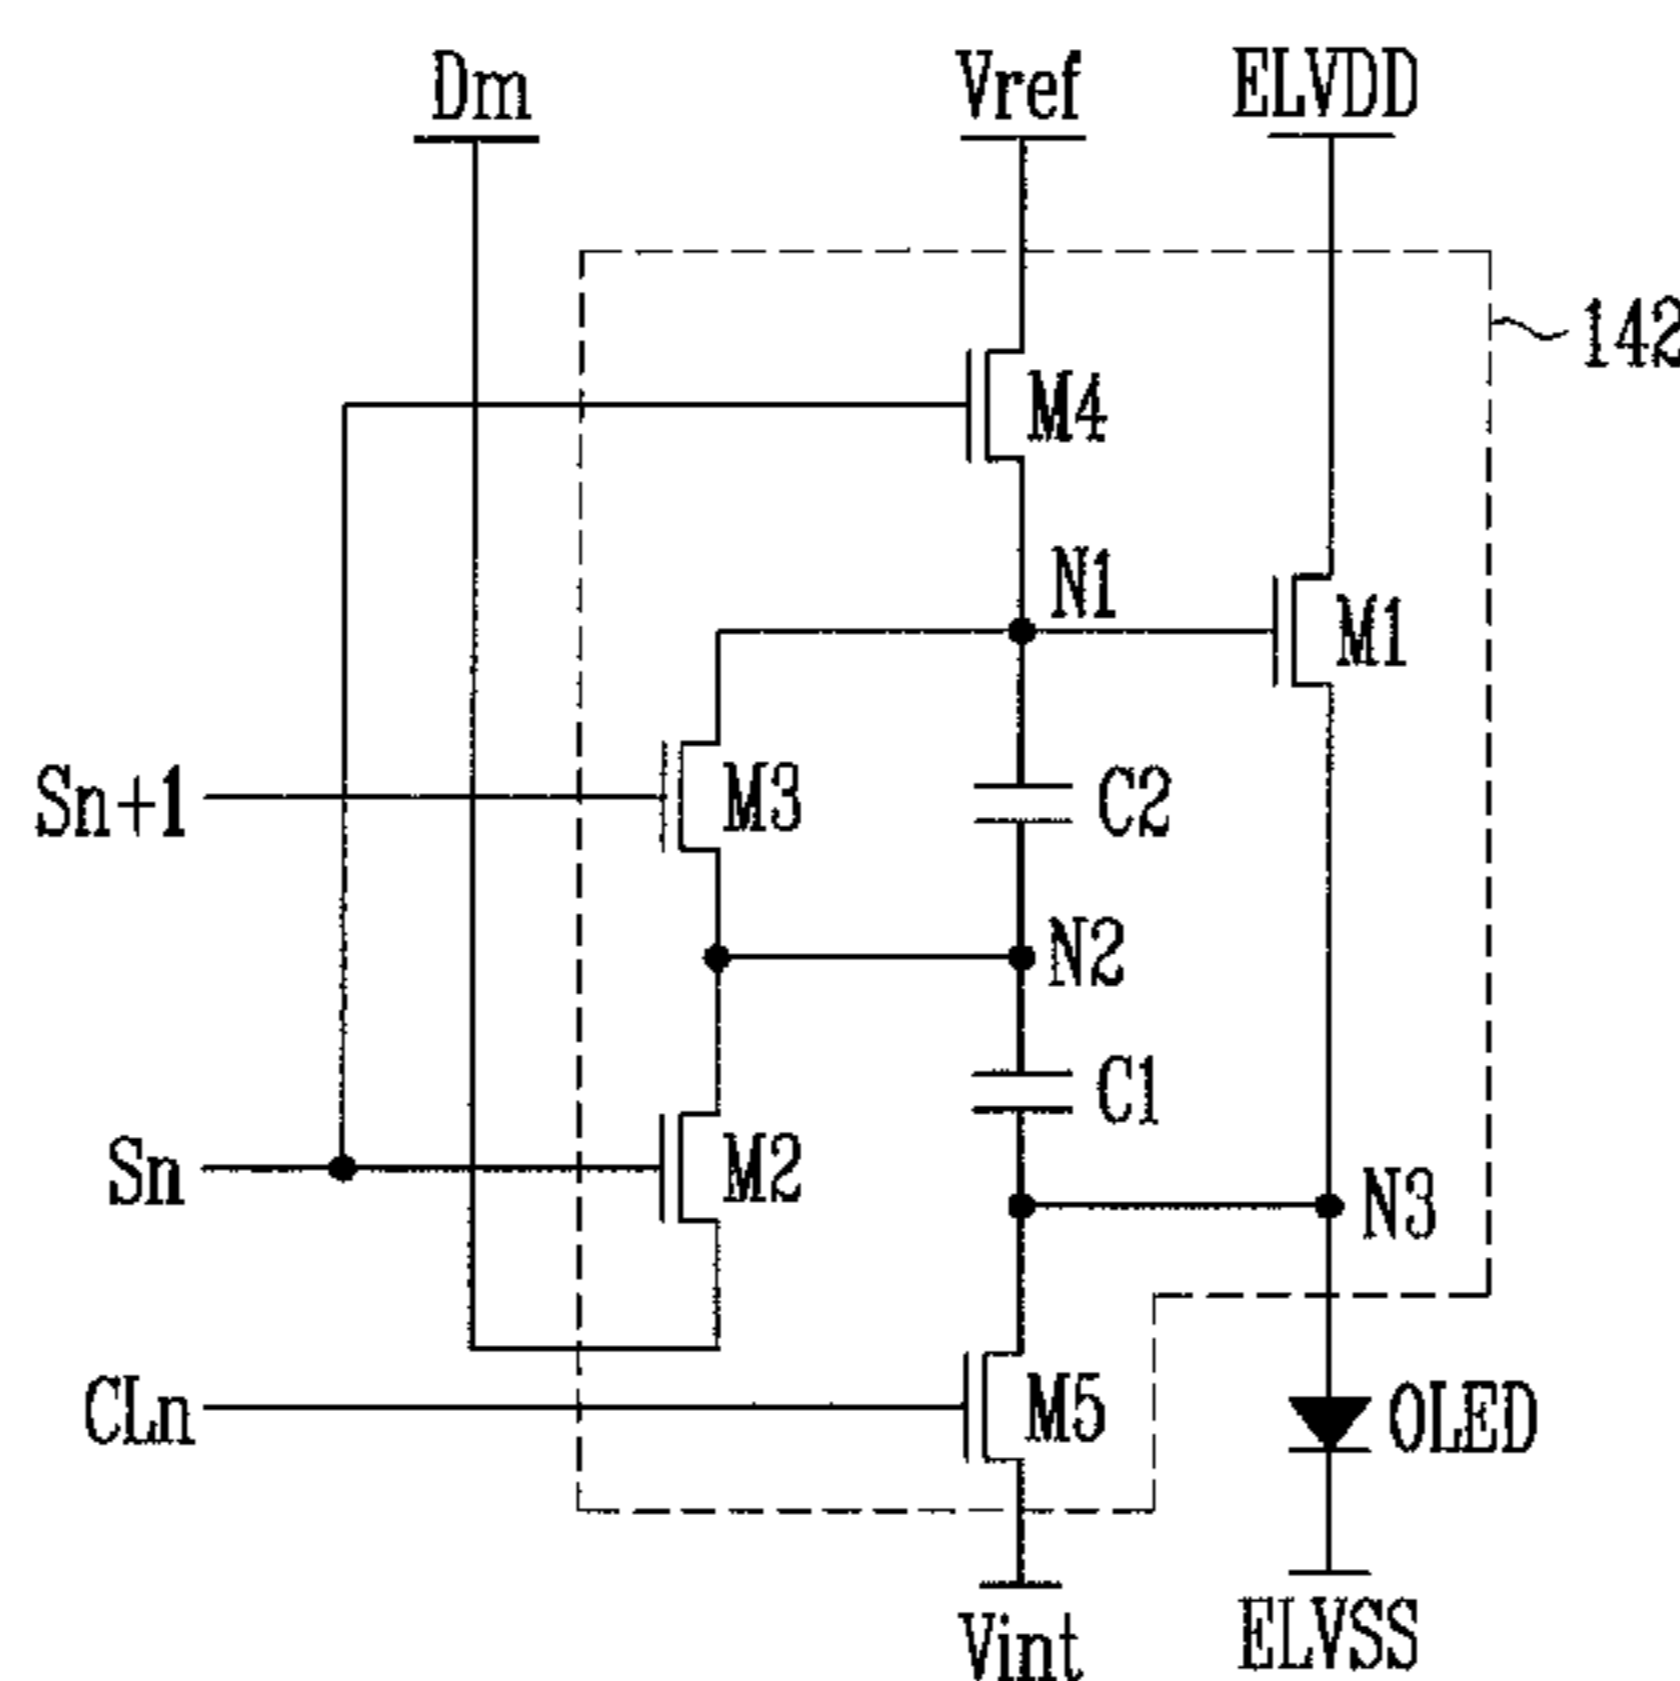 Dm
Vref
ELVDD
142
M4
N1
M1
Sn+1
M3
C2
N2
C1
Sn
M2
N3
CLn
M5
OLED
Vint
ELVSS